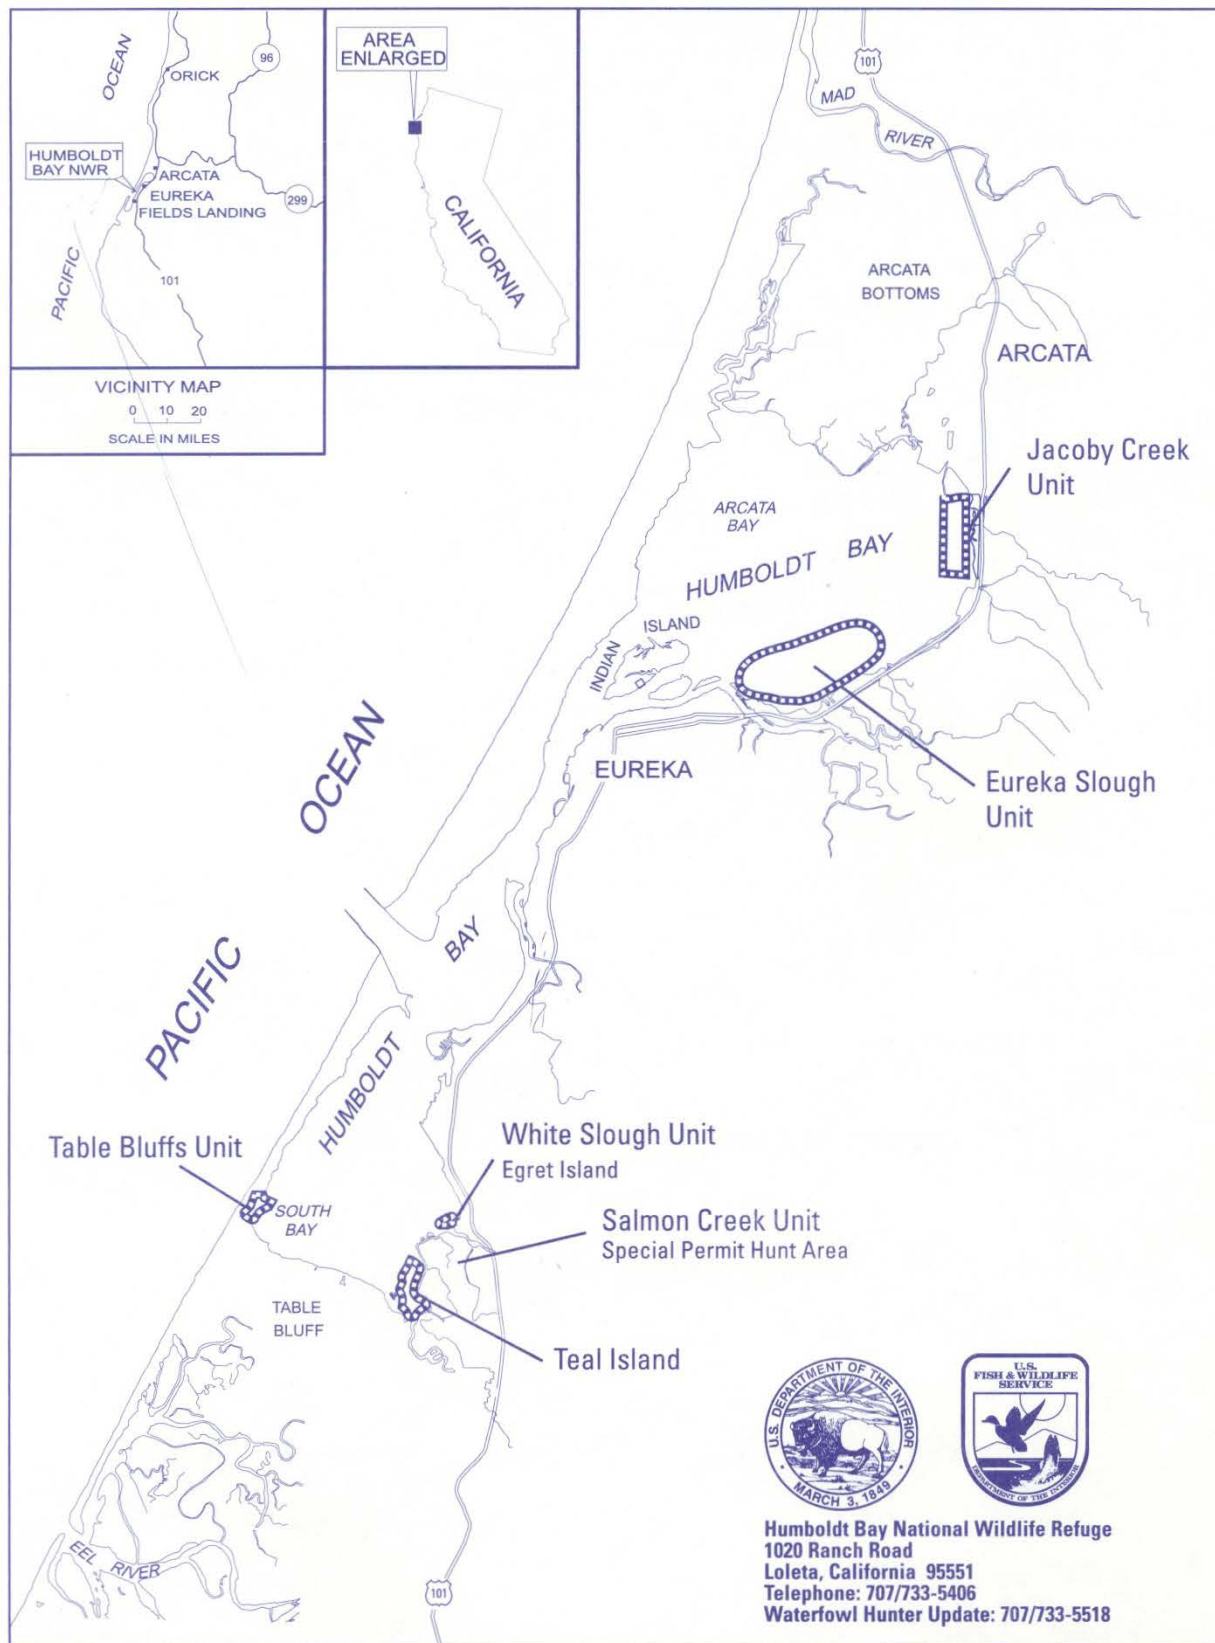 OCEAN
96
ORICK
HUMBOLDT
BAY NWR
ARCATA
EUREKA
FIELDS LANDING
299
PACIFIC
101
VICINITY MAP
0 10 20
SCALE IN MILES
AREA
ENLARGED
CALIFORNIA
101
MAD
RIVER
ARCATA
BOTTOMS
ARCATA
Jacoby Creek
Unit
ARCATA
BAY
HUMBOLDT BAY
INDIAN ISLAND
EUREKA
Eureka Slough
Unit
PACIFIC OCEAN
HUMBOLDT BAY
Table Bluffs Unit
SOUTH
BAY
White Slough Unit
Egret Island
Salmon Creek Unit
Special Permit Hunt Area
TABLE
BLUFF
Teal Island
EEL RIVER
101
U.S. DEPARTMENT OF THE INTERIOR
MARCH 3, 1849
U.S.
FISH & WILDLIFE
SERVICE
DEPARTMENT OF THE INTERIOR
Humboldt Bay National Wildlife Refuge
1020 Ranch Road
Loleta, California 95551
Telephone: 707/733-5406
Waterfowl Hunter Update: 707/733-5518